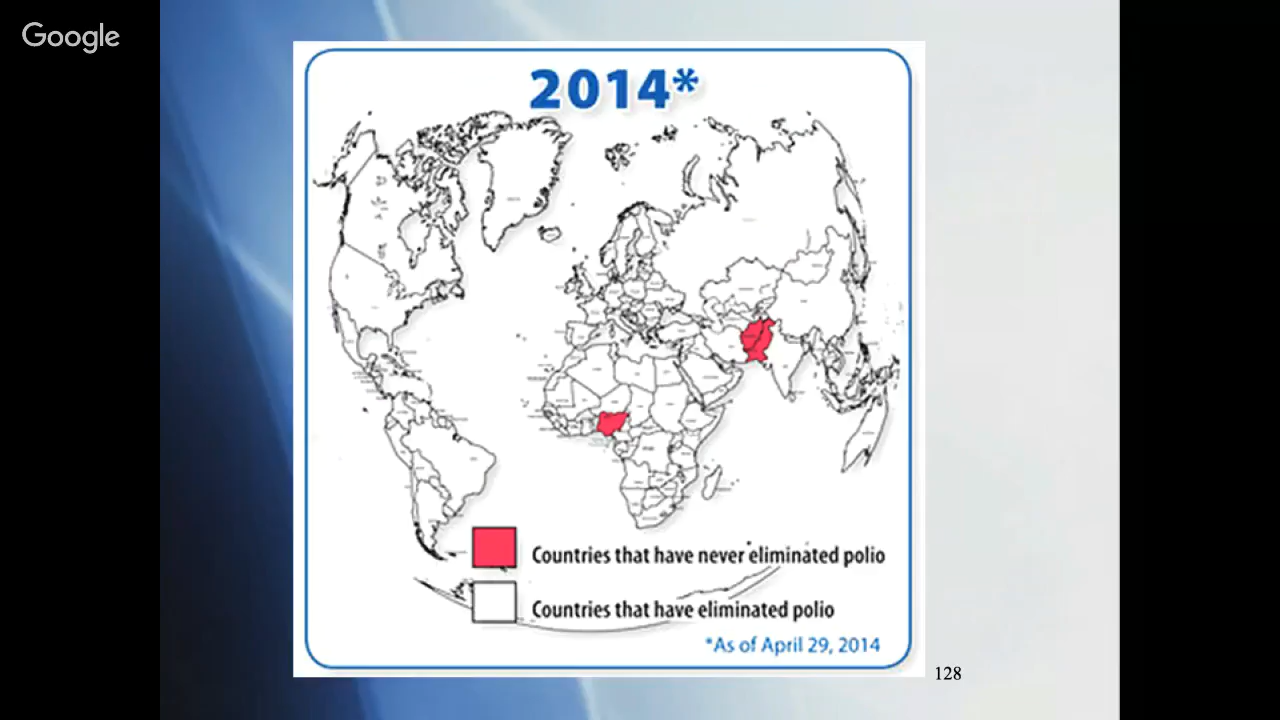 Google
2014*
Countries that have never eliminated polio
Countries that have eliminated polio
*As of April 29, 2014
128